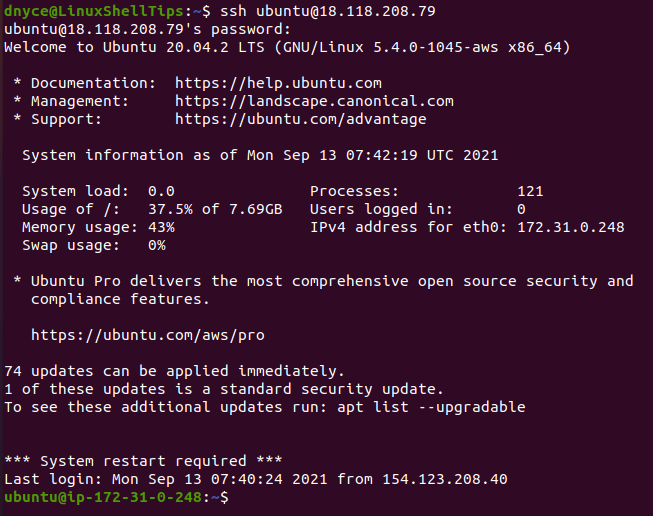 dnyce@LinuxShellTips:~$ ssh ubuntu@18.118.208.79
ubuntu@18.118.208.79's password:
Welcome to Ubuntu 20.04.2 LTS (GNU/Linux 5.4.0-1045-aws x86_64)

 * Documentation:  https://help.ubuntu.com
 * Management:     https://landscape.canonical.com
 * Support:        https://ubuntu.com/advantage

  System information as of Mon Sep 13 07:42:19 UTC 2021

  System load:  0.0               Processes:             121
  Usage of /:   37.5% of 7.69GB   Users logged in:       0
  Memory usage: 43%               IPv4 address for eth0: 172.31.0.248
  Swap usage:   0%

 * Ubuntu Pro delivers the most comprehensive open source security and
   compliance features.

   https://ubuntu.com/aws/pro

74 updates can be applied immediately.
1 of these updates is a standard security update.
To see these additional updates run: apt list --upgradable


*** System restart required ***
Last login: Mon Sep 13 07:40:24 2021 from 154.123.208.40
ubuntu@ip-172-31-0-248:~$